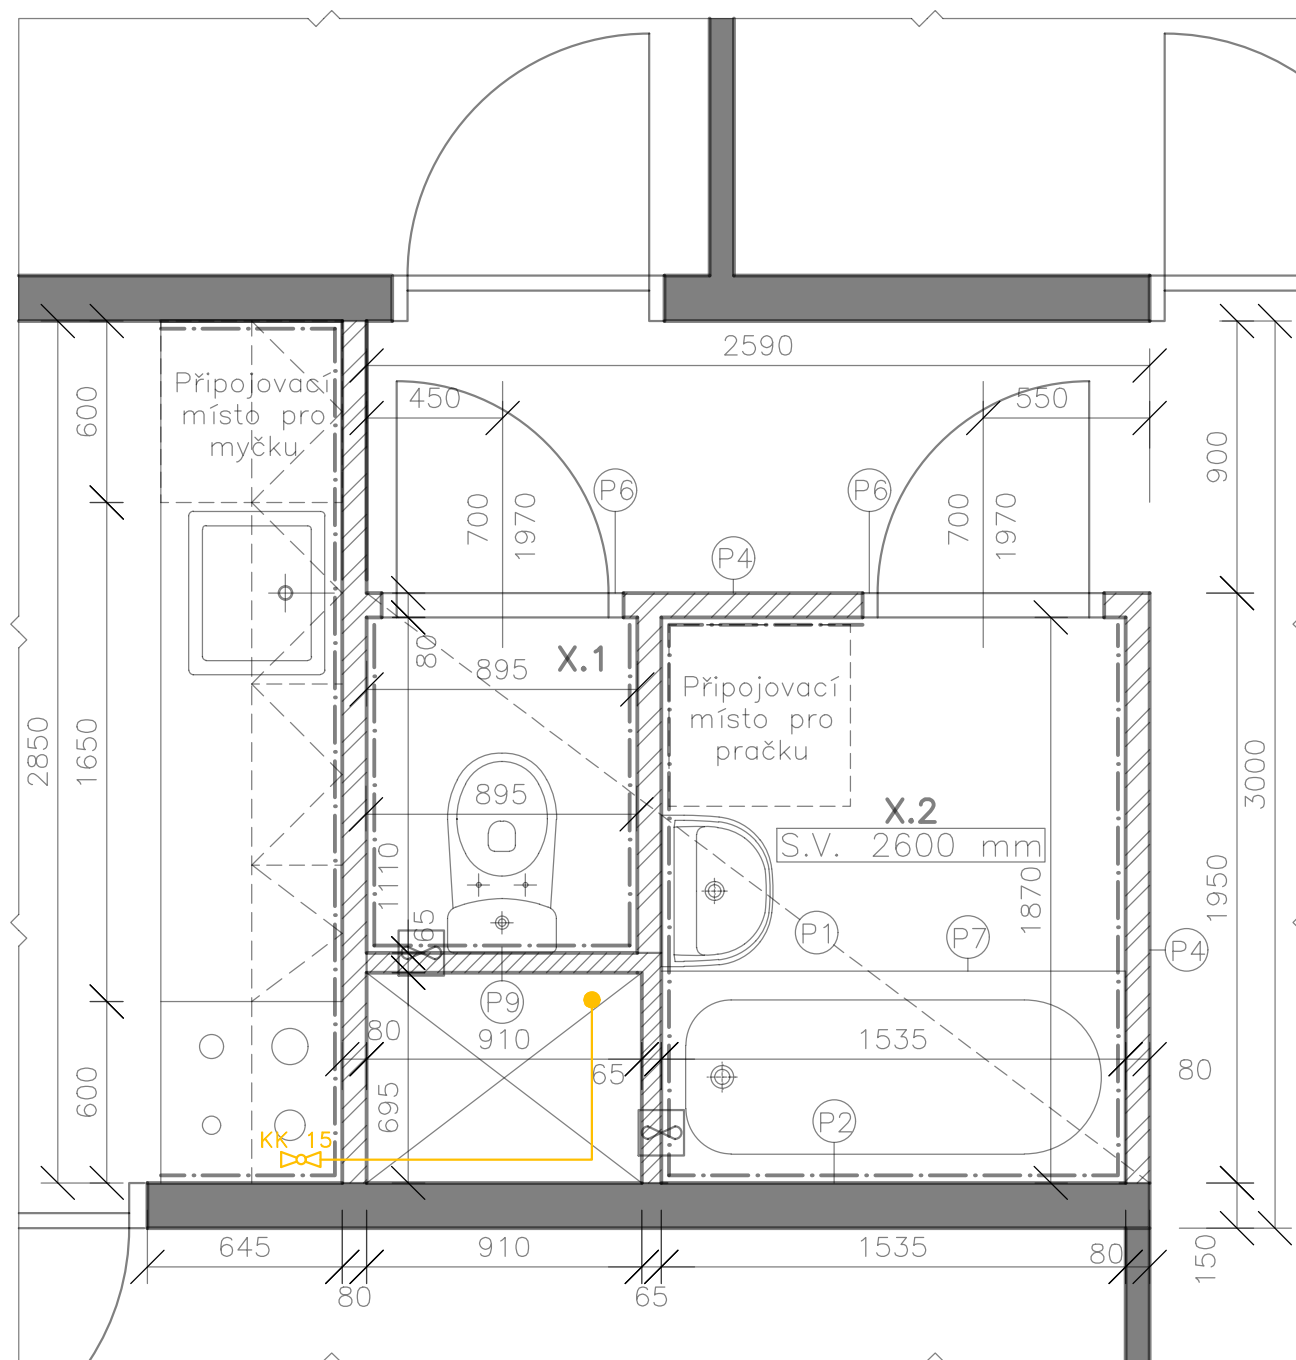 2590
450
550
Připojovací
místo pro
myčku
600
900
P6
P6
700
1970
700
1970
P4
80
895
X.1
Připojovací
místo pro
pračku
2850
1650
3000
895
X.2
S.V. 2600 mm
1110
65
1870
1950
P1
P7
P4
P9
80
910
65
1535
80
600
695
P2
KK 15
645
910
1535
80
150
80
65